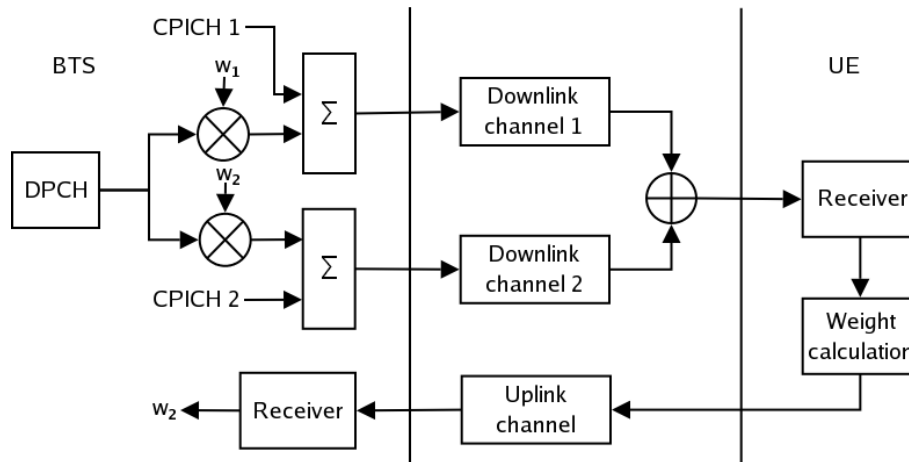 CPICH 1
BTS
UE
w1
Σ
Downlink
channel 1
DPCH
w2
Receiver
Σ
Downlink
channel 2
CPICH 2
Weight
calculation
w2
Receiver
Uplink
channel